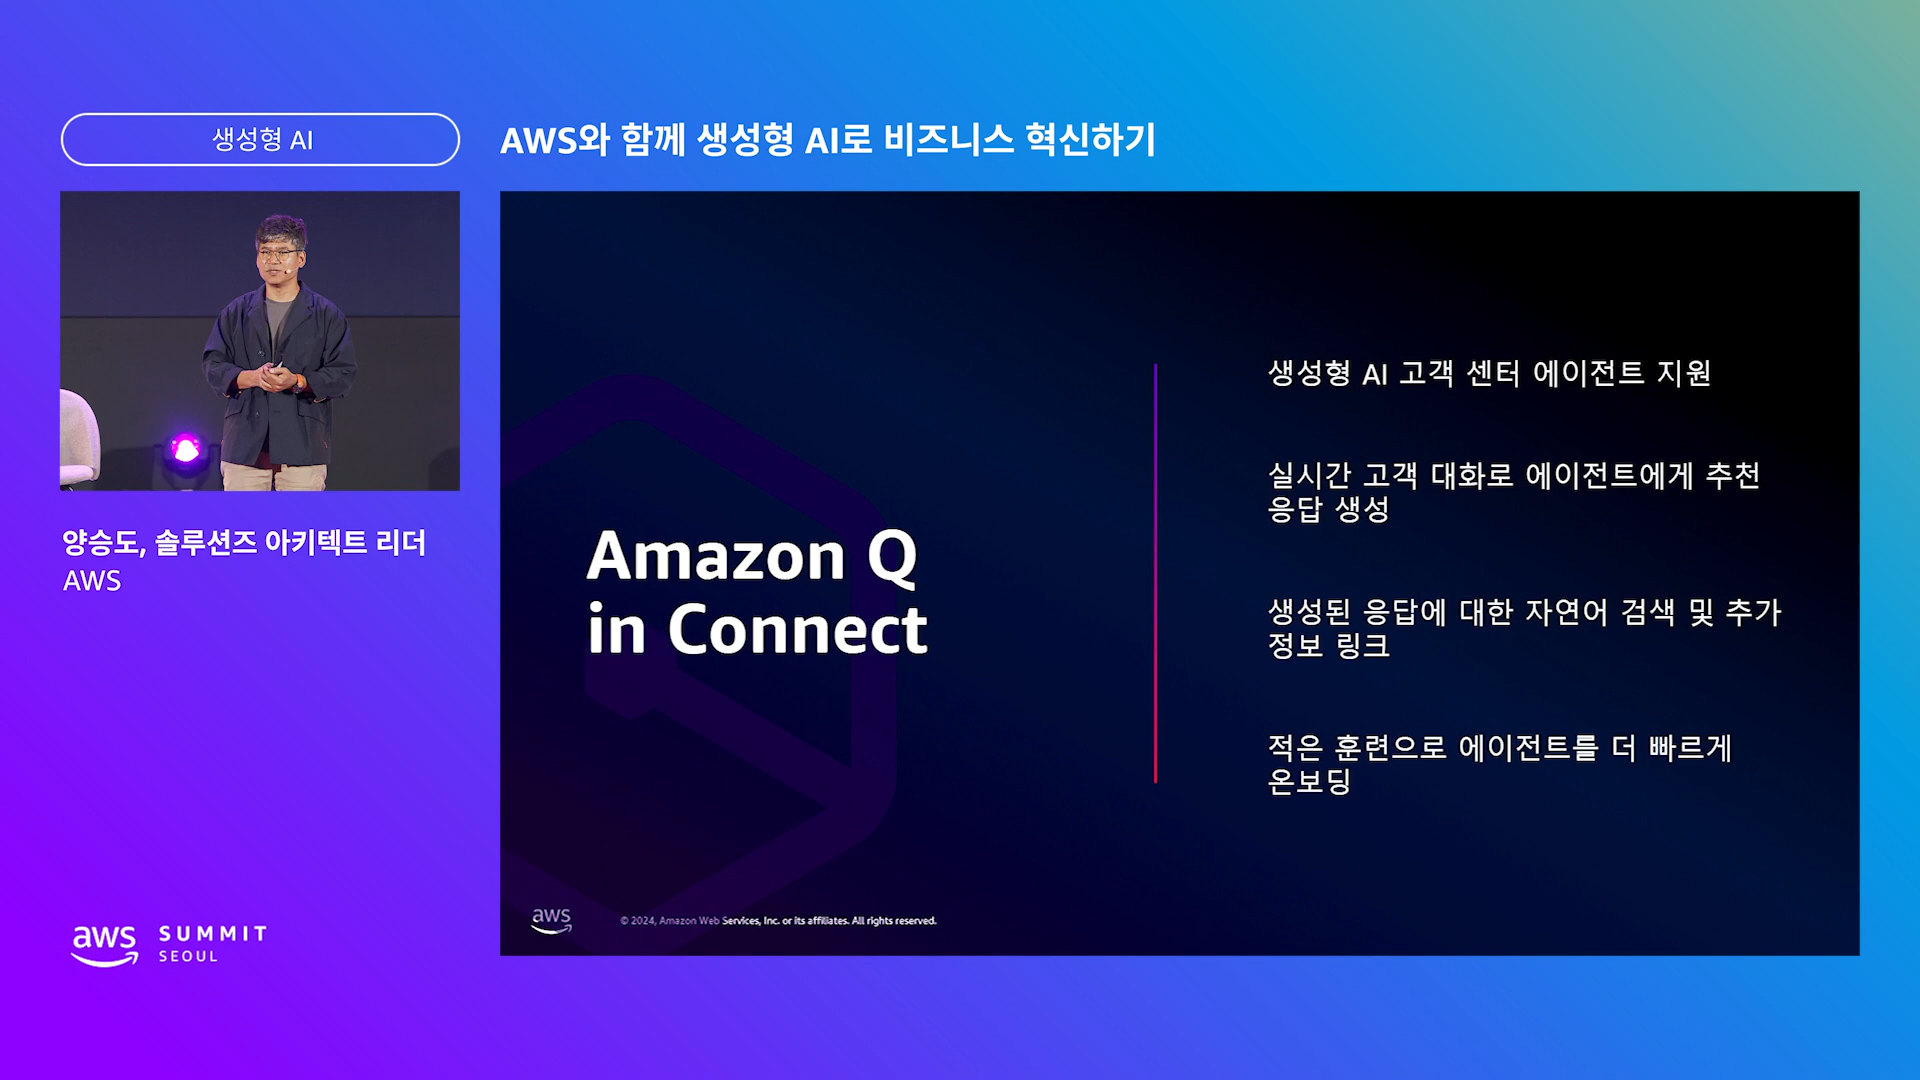 생성형 AI
AWS와 함께 생성형 AI로 비즈니스 혁신하기
양승도, 솔루션즈 아키텍트 리더
AWS
Amazon Q
in Connect
생성형 AI 고객 센터 에이전트 지원
실시간 고객 대화로 에이전트에게 추천
응답 생성
생성된 응답에 대한 자연어 검색 및 추가
정보 링크
적은 훈련으로 에이전트를 더 빠르게
온보딩
aws
© 2024, Amazon Web Services, Inc. or its affiliates. All rights reserved.
aws SUMMIT
SEOUL